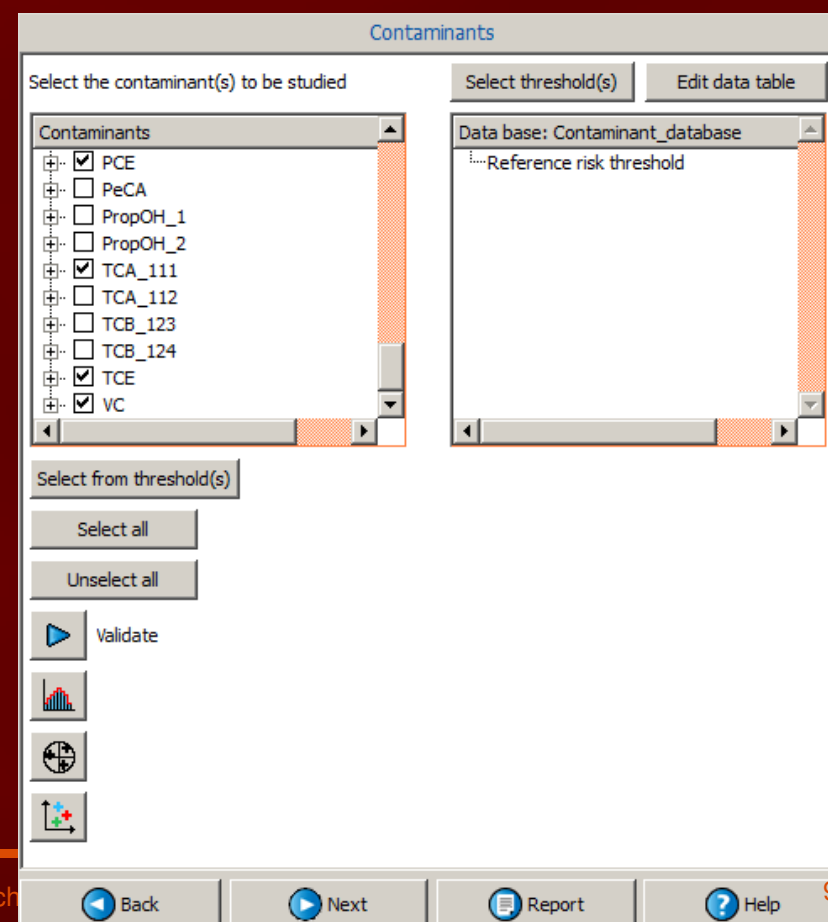 Contaminants
Select the contaminant(s) to be studied
Select threshold(s)
Edit data table
Contaminants
PCE
PeCA
PropOH_1
PropOH_2
TCA_111
TCA_112
TCB_123
TCB_124
TCE
VC
Data base: Contaminant_database
Reference risk threshold
Select from threshold(s)
Select all
Unselect all
Validate
Back
Next
Report
Help